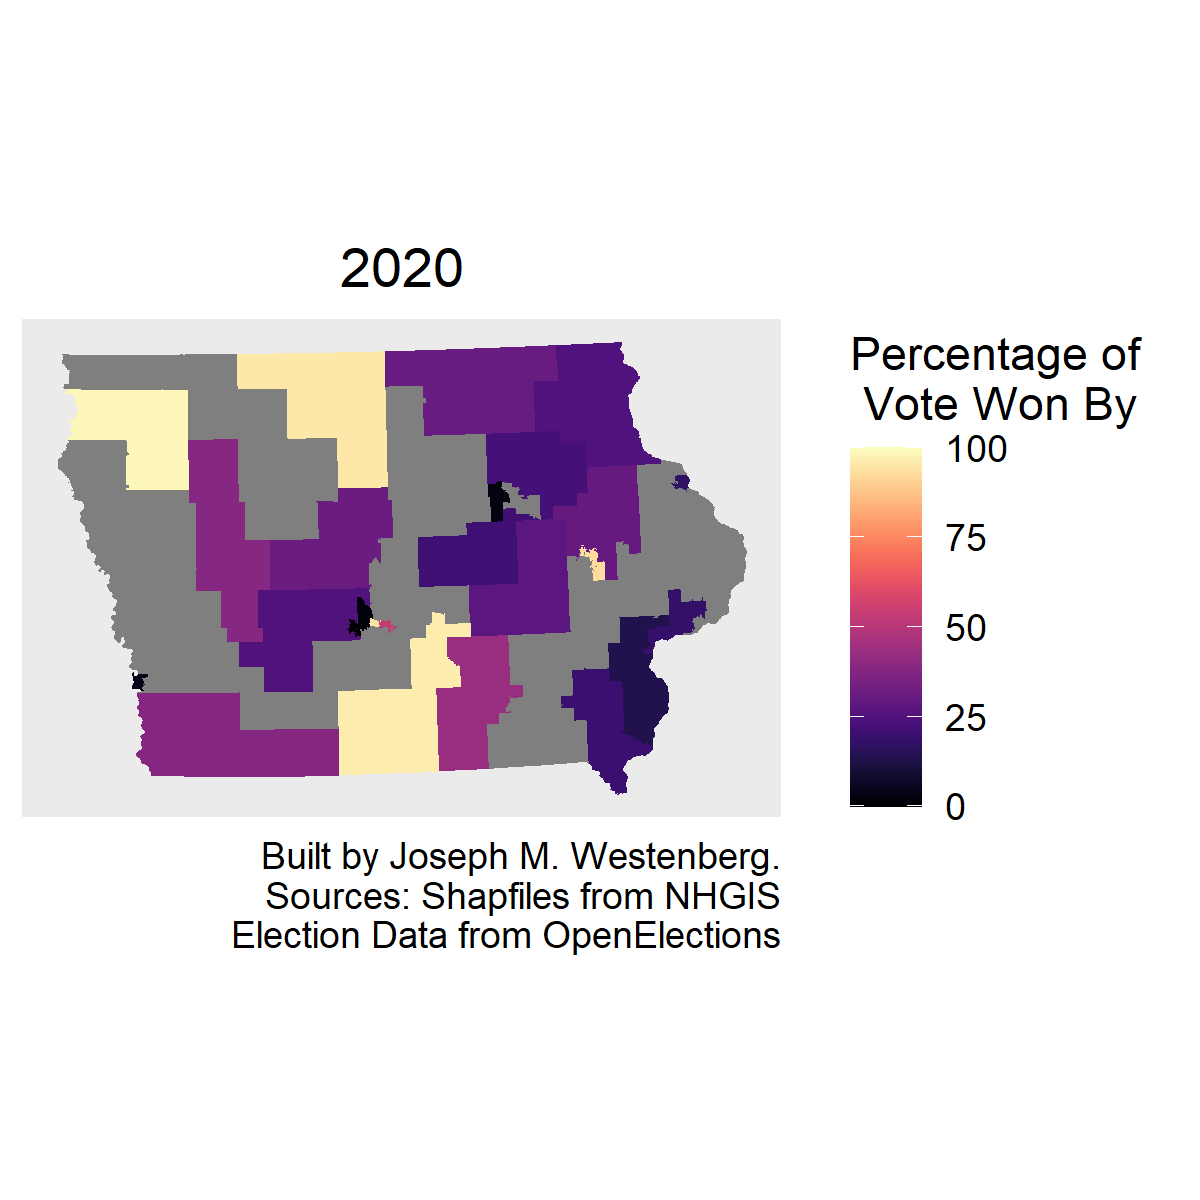 2020
Percentage of
Vote Won By
100
75
50
25
0
Built by Joseph M. Westenberg.
Sources: Shapfiles from NHGIS
Election Data from OpenElections